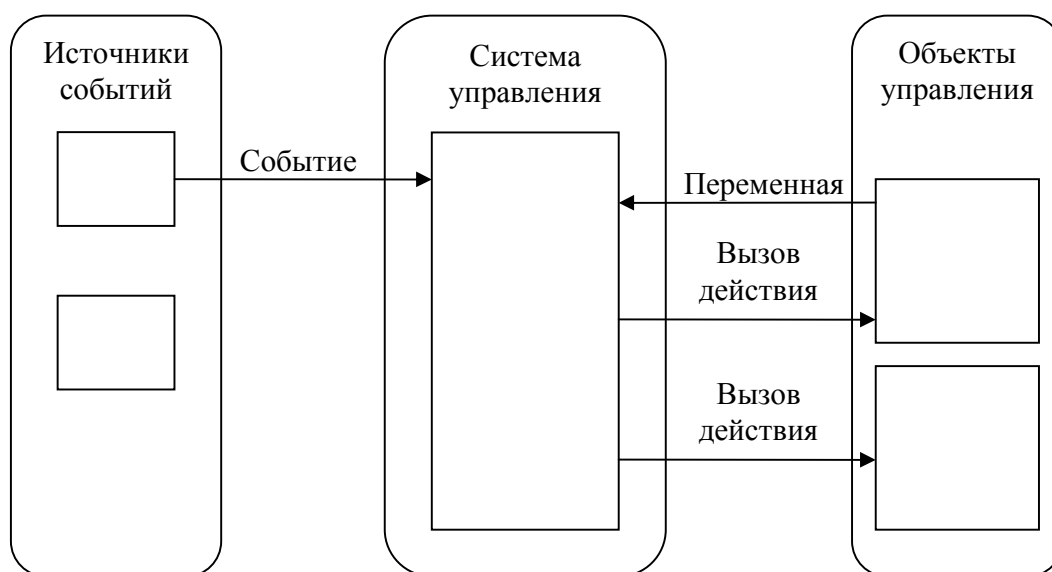 Источники
событий
Система
управления
Объекты
управления
Событие
Переменная
Вызов
действия
Вызов
действия